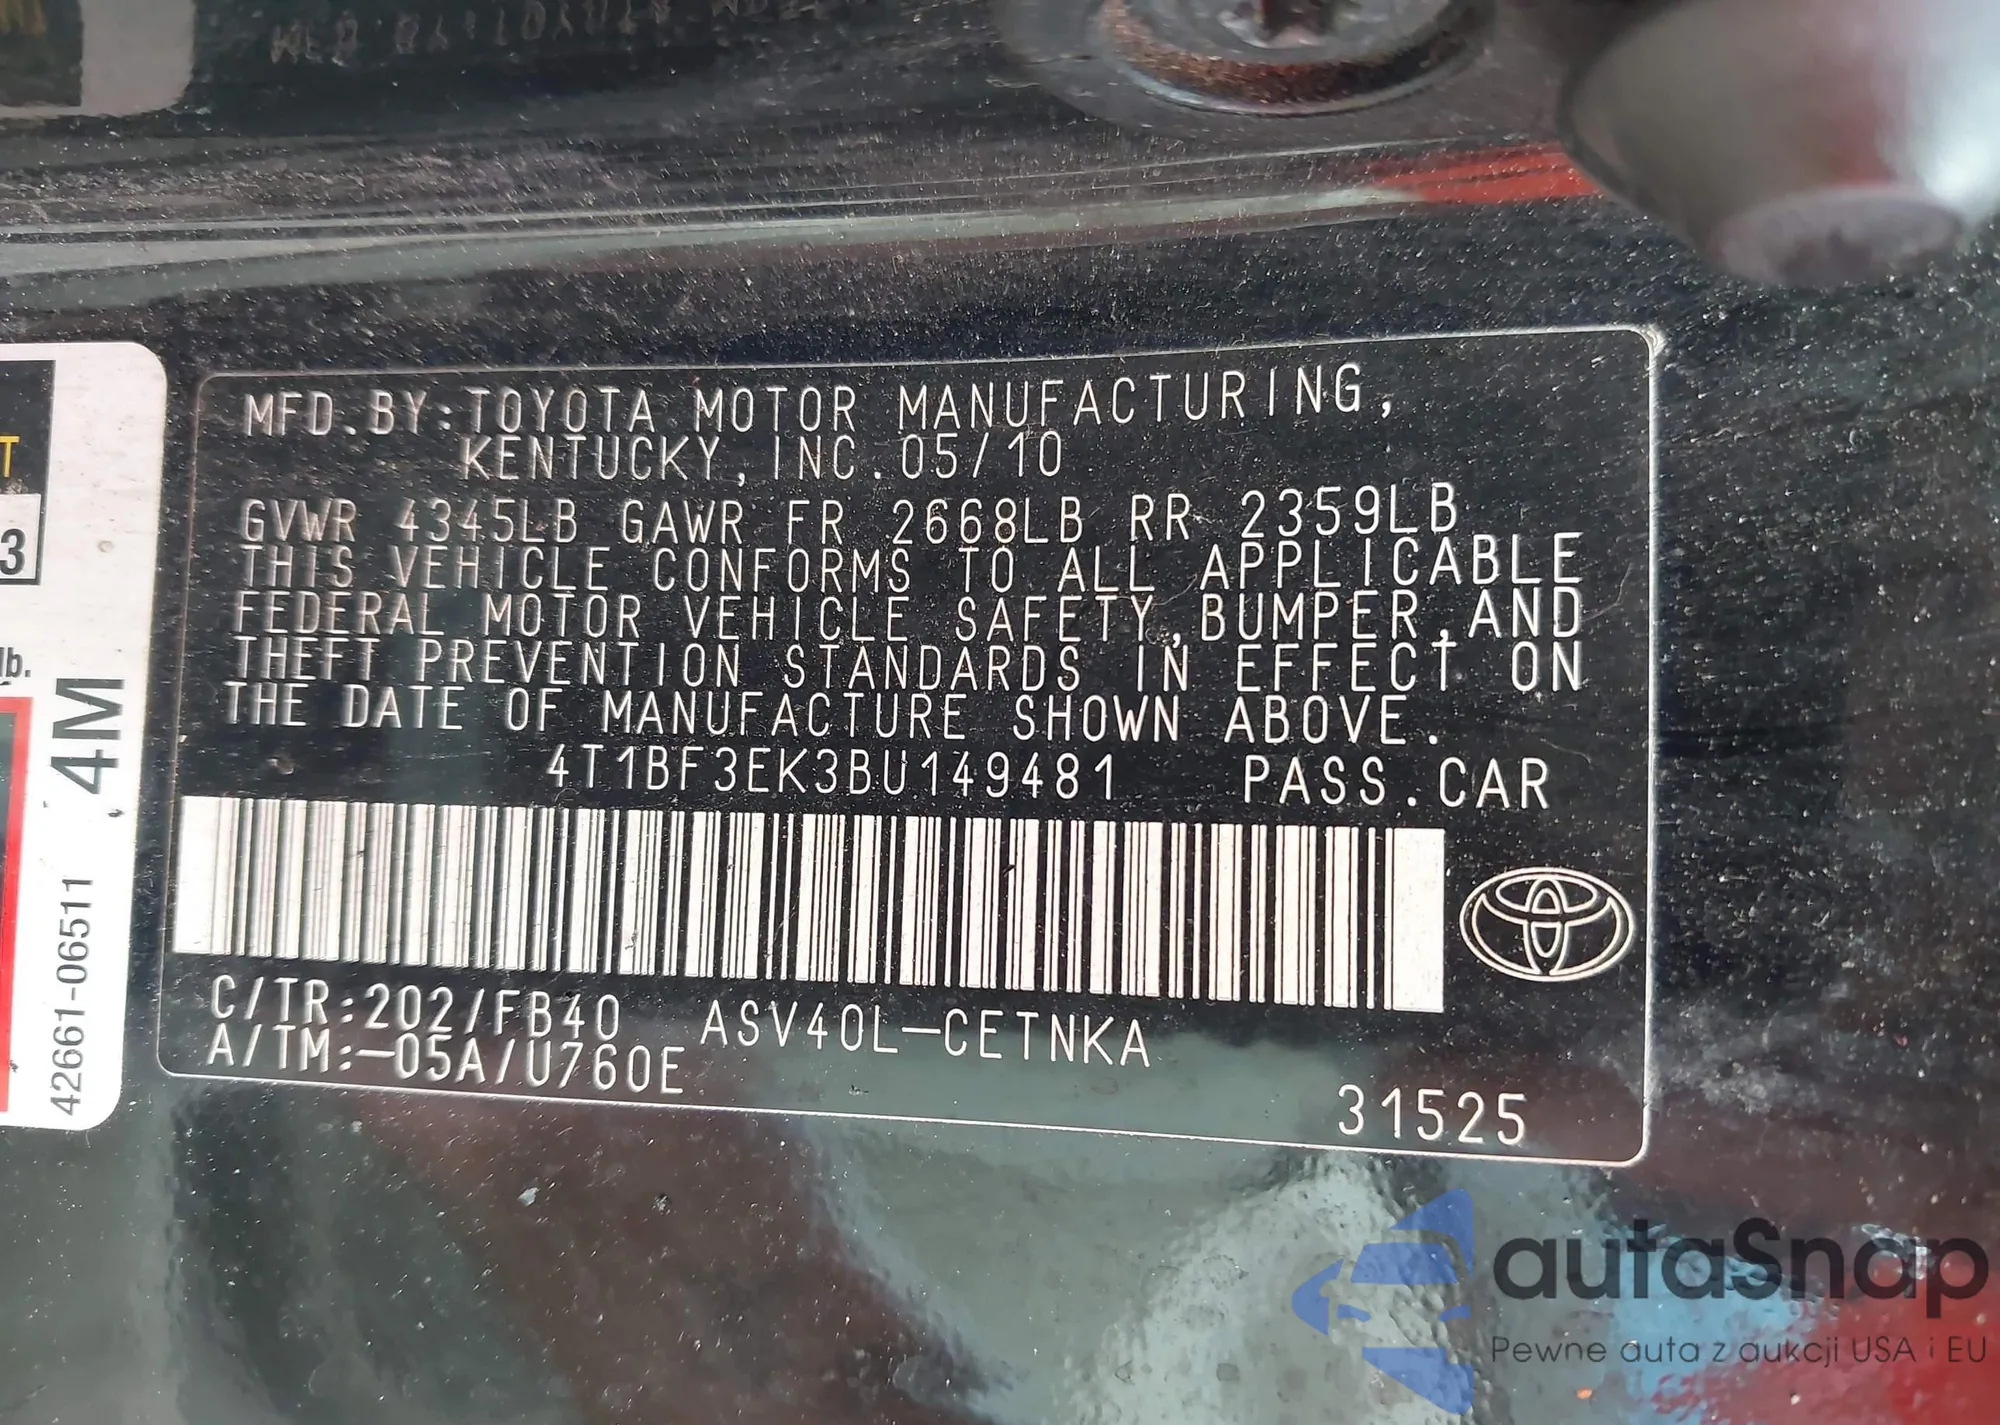 MFD.BY:TOYOTA MOTOR MANUFACTURING,
KENTUCKY,INC.05/10
GVWR 4345LB GAWR FR 2668LB RR 2359LB
THIS VEHICLE CONFORMS TO ALL APPLICABLE
FEDERAL MOTOR VEHICLE SAFETY,BUMPER,AND
THEFT PREVENTION STANDARDS IN EFFECT ON
THE DATE OF MANUFACTURE SHOWN ABOVE.
4T1BF3EK3BU149481 PASS.CAR
C/TR:202/FB40 ASV40L-CETNKA
A/TM:-05A/U760E
31525
T
3
lb.
4M
42661-06511
autaSnap
Pewne auta z aukcji USA i EU